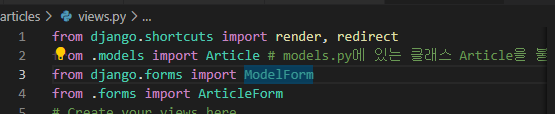 articles > views.py > ...
1 from django.shortcuts import render, redirect
2 from .models import Article # models.py에 있는 클래스 Article을
3 from django.forms import ModelForm
4 from .forms import ArticleForm
5 # Create your views here